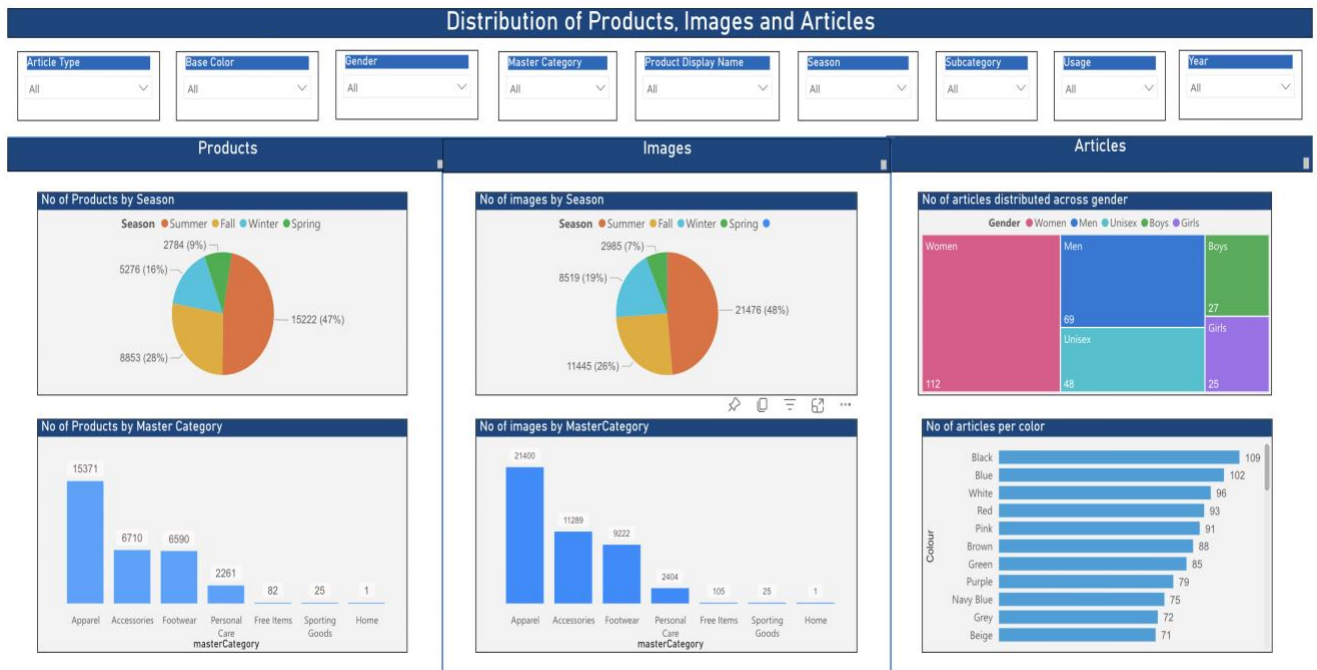 Distribution of Products, Images and Articles
Article Type
All
Base Color
All
Gender
All
Master Category
All
Product Display Name
All
Season
All
Subcategory
All
Usage
All
Year
All
Products
No of Products by Season
Season Summer Fall Winter Spring
2784 (9%)
5276 (16%)
15222 (47%)
8853 (28%)
No of Products by Master Category
15371
6710
6590
2261
82
25
1
Apparel Accessories Footwear Personal Care Free Items Sporting Goods Home
masterCategory
Images
No of images by Season
Season Summer Fall Winter Spring
2985 (7%)
8519 (19%)
21476 (48%)
11445 (26%)
No of images by MasterCategory
21400
11289
9222
2404
105
25
1
Apparel Accessories Footwear Personal Care Free Items Sporting Goods Home
masterCategory
Articles
No of articles distributed across gender
Gender Women Men Unisex Boys Girls
Women
112
Men
69
Unisex
48
Boys
27
Girls
25
No of articles per color
Colour
Black 109
Blue 102
White 96
Red 93
Pink 91
Brown 88
Green 85
Purple 79
Navy Blue 75
Grey 72
Beige 71